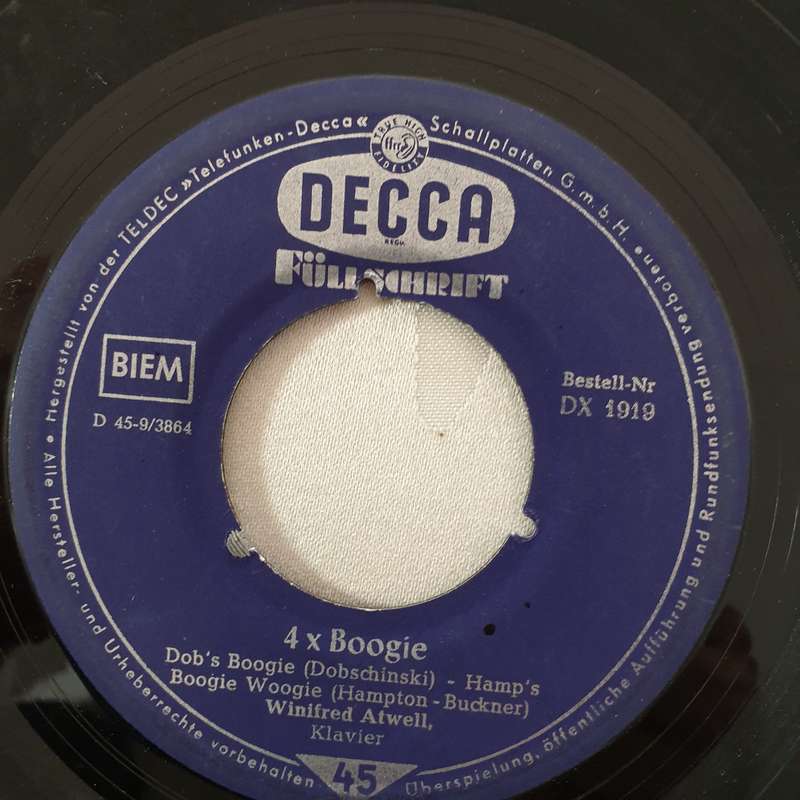 • Hergestellt von der TELDEC »Telefunken-Decca« Schallplatten G.m.b.H. •
TRUE HIGH
ffrr
FIDELITY
DECCA
REGD.
FÜLLSCHRIFT
BIEM
D 45-9/3864
Bestell-Nr
DX 1919
4 x Boogie
Dob's Boogie (Dobschinski) - Hamp's
Boogie Woogie (Hampton-Buckner)
Winifred Atwell,
Klavier
45
Alle Hersteller- und Urheberrechte vorbehalten
Überspielung, öffentliche Aufführung und Rundfunksendung verboten